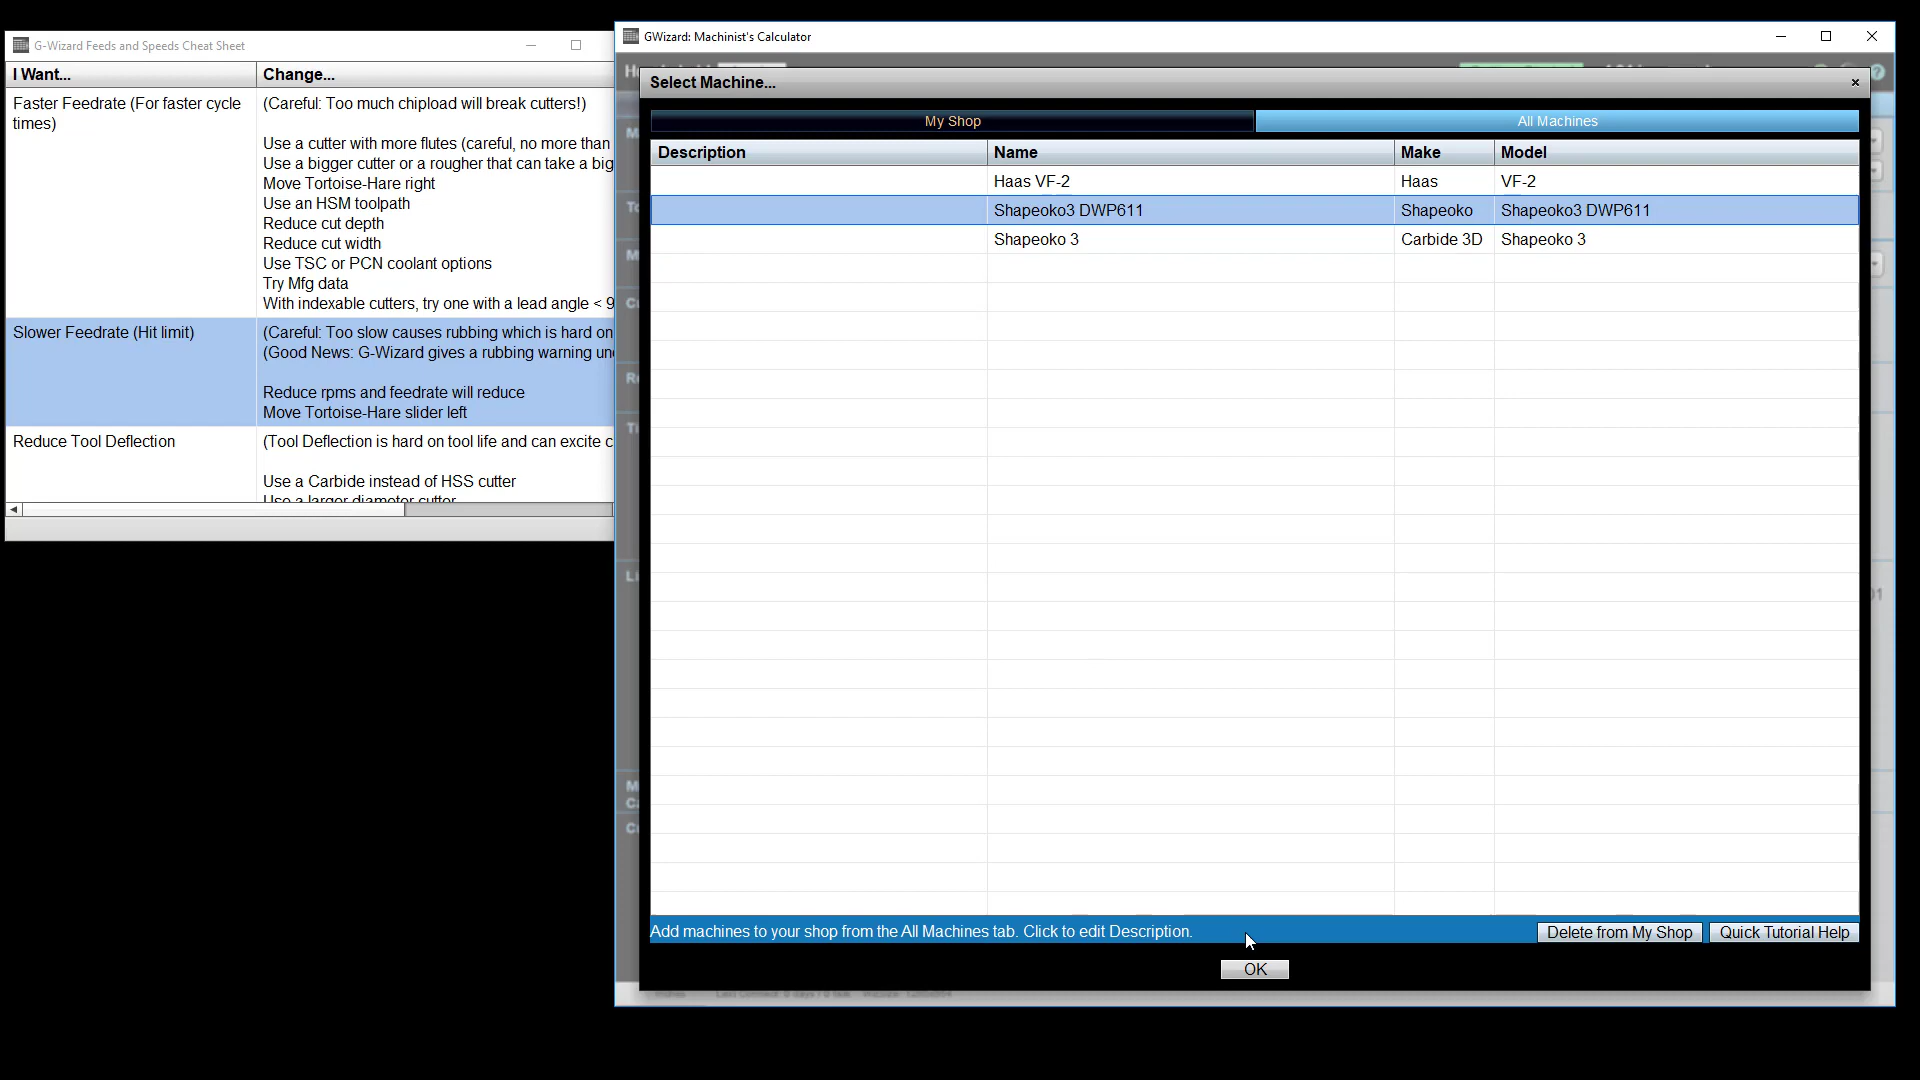 G-Wizard Feeds and Speeds Cheat Sheet
I Want...
Change...
Faster Feedrate (For faster cycle
times)
(Careful: Too much chipload will break cutters!)
Use a cutter with more flutes (careful, no more than
Use a bigger cutter or a rougher that can take a big
Move Tortoise-Hare right
Use an HSM toolpath
Reduce cut depth
Reduce cut width
Use TSC or PCN coolant options
Try Mfg data
With indexable cutters, try one with a lead angle < 9
Slower Feedrate (Hit limit)
(Careful: Too slow causes rubbing which is hard on
(Good News: G-Wizard gives a rubbing warning un
Reduce rpms and feedrate will reduce
Move Tortoise-Hare slider left
Reduce Tool Deflection
(Tool Deflection is hard on tool life and can excite c
Use a Carbide instead of HSS cutter
Use a larger diameter cutter
GWizard: Machinist's Calculator
Select Machine...
My Shop
All Machines
Description
Name
Make
Model
Haas VF-2
Haas
VF-2
Shapeoko3 DWP611
Shapeoko
Shapeoko3 DWP611
Shapeoko 3
Carbide 3D
Shapeoko 3
Add machines to your shop from the All Machines tab. Click to edit Description.
Delete from My Shop
Quick Tutorial Help
OK